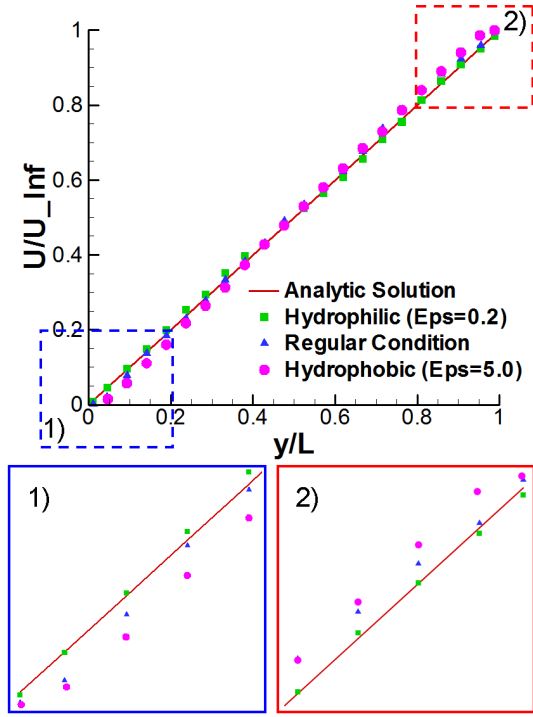 2)
U/U_Inf
1
0.8
0.6
0.4
0.2
0
Analytic Solution
Hydrophilic (Eps=0.2)
Regular Condition
Hydrophobic (Eps=5.0)
1)
0.2
0.4
0.6
0.8
1
y/L
1)
2)